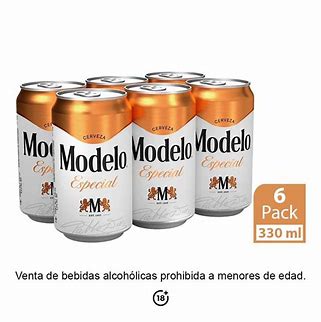 CERVEZA
Modelo
Especial
M
6
Pack
330 ml
Venta de bebidas alcohólicas prohibida a menores de edad.
18+